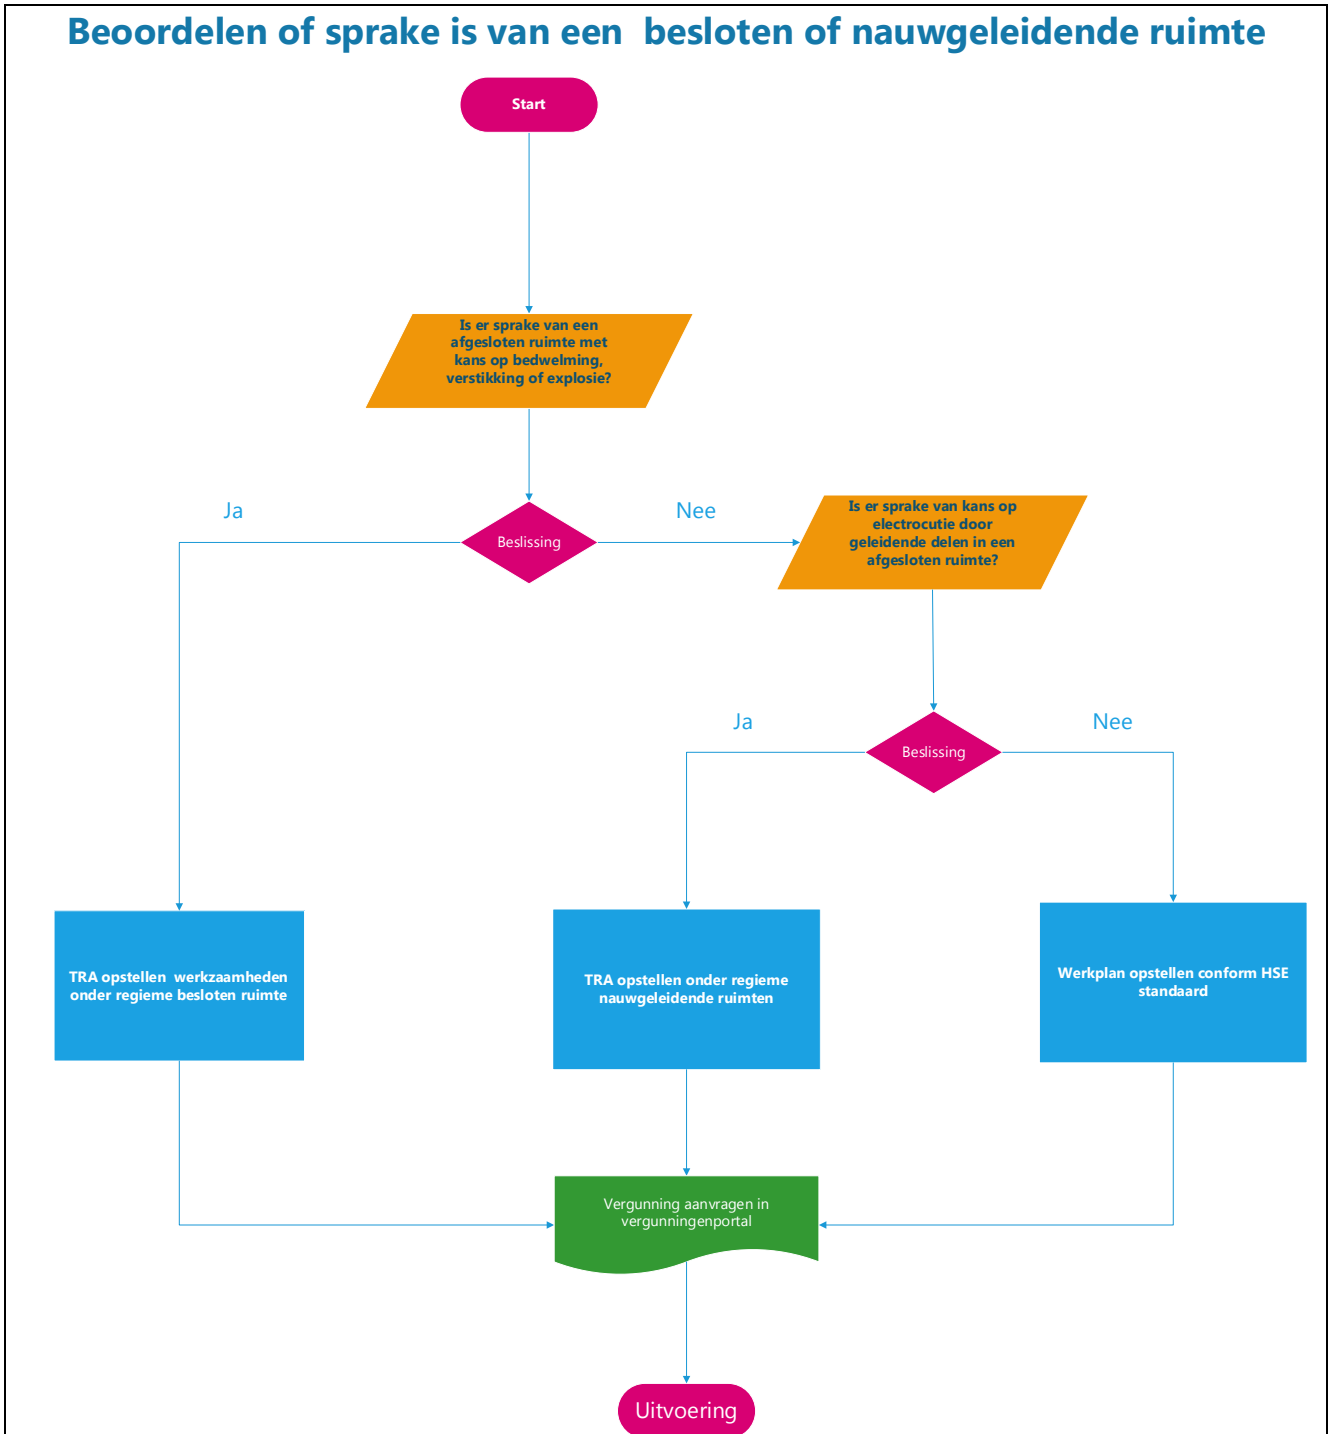 Beoordelen of sprake is van een besloten of nauwgeleidende ruimte
Start
Is er sprake van een
afgesloten ruimte met
kans op bedwelming,
verstikking of explosie?
Ja
Beslissing
Nee
Is er sprake van kans op
electrocutie door
geleidende delen in een
afgesloten ruimte?
Ja
Beslissing
Nee
TRA opstellen werkzaamheden
onder regieme besloten ruimte
TRA opstellen onder regieme
nauwgeleidende ruimten
Werkplan opstellen conform HSE
standaard
Vergunning aanvragen in
vergunningenportal
Uitvoering